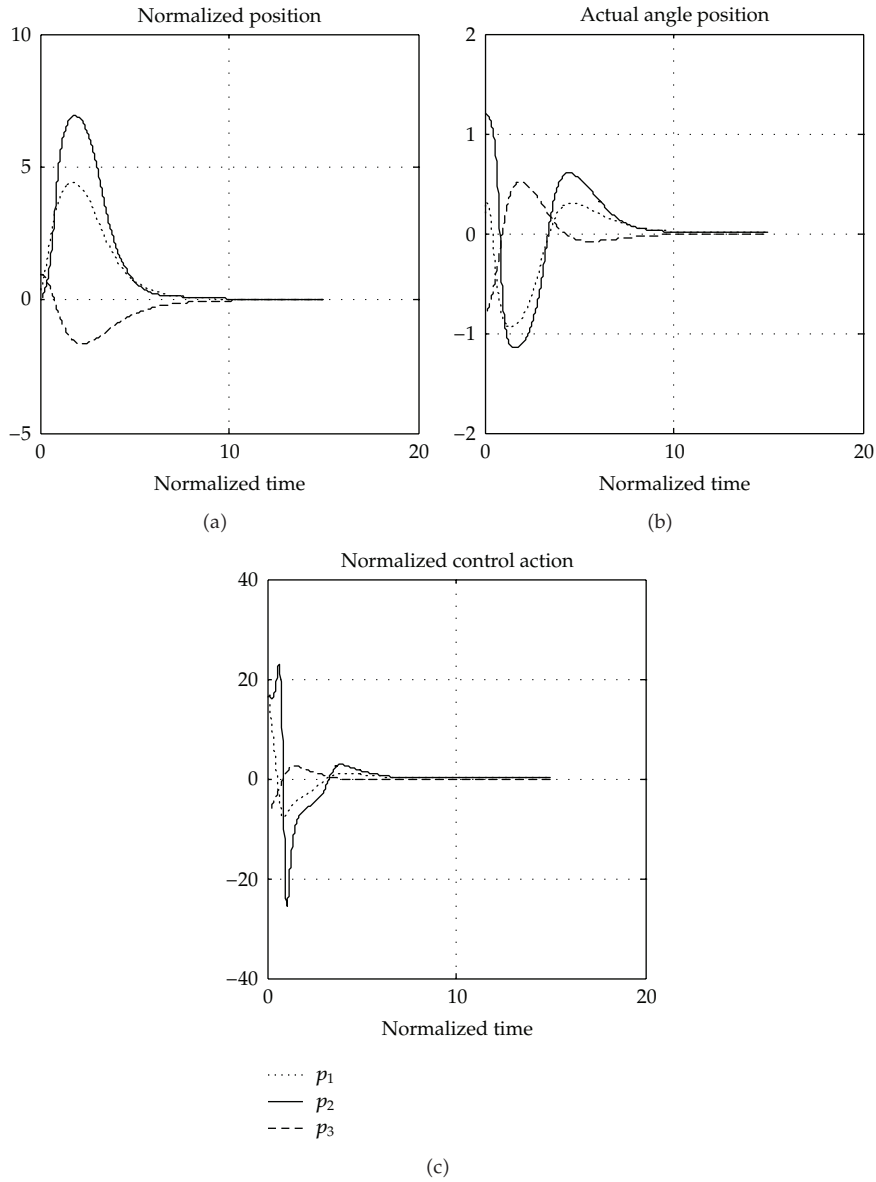 Normalized position
10
5
0
−5
0
10
20
Normalized time
(a)
Actual angle position
2
1
0
−1
−2
0
10
20
Normalized time
(b)
Normalized control action
40
20
0
−20
−40
0
10
20
Normalized time
p1
p2
p3
(c)